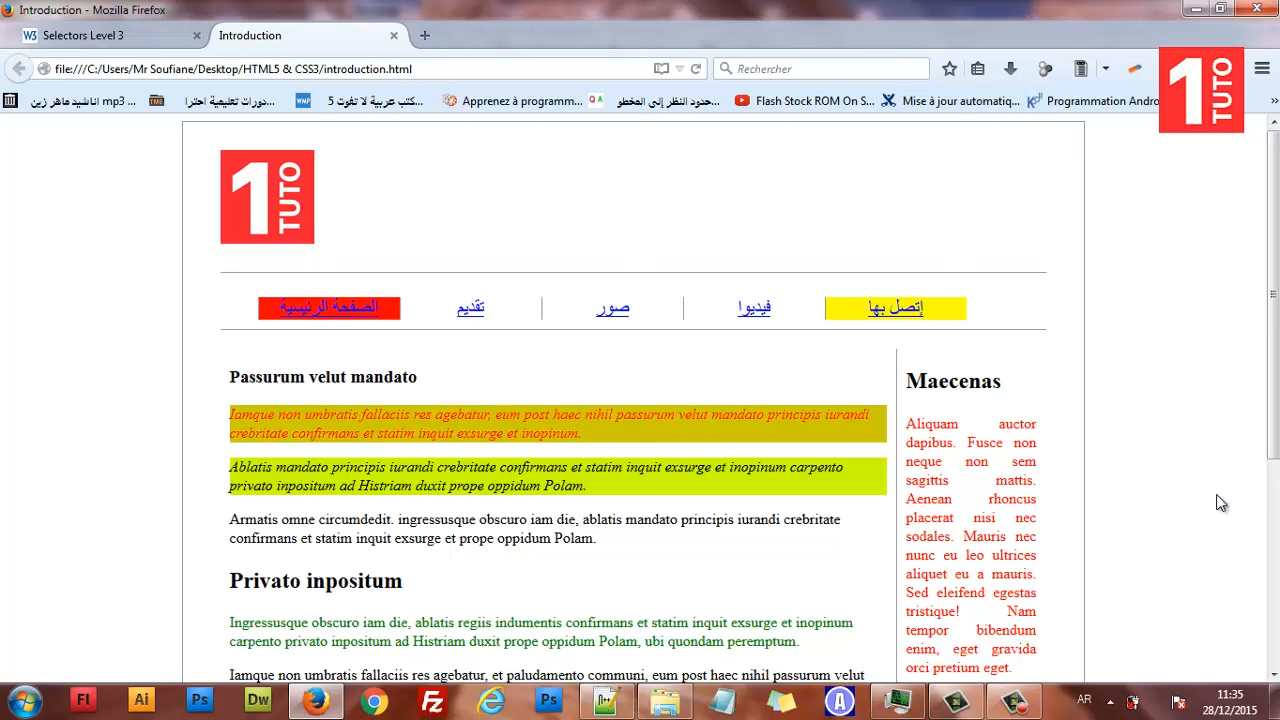 Introduction - Mozilla Firefox
Selectors Level 3
Introduction
file:///C:/Users/Mr Soufiane/Desktop/HTML5 & CSS3/introduction.html
Rechercher
اناشيد ماهر زين mp3 ...
دورات تعليمية احترا...
كتب عربية لا تفوت 5...
Apprenez à programm...
حدود النظر إلى المخطو...
Flash Stock ROM On S...
Mise à jour automatiq...
Programmation Andro
1 TUTO
1 TUTO
الصفحة الرئيسية
تقديم
صور
فيديوا
إتصل بها
Passurum velut mandato
Iamque non umbratis fallaciis res agebatur, eum post haec nihil passurum velut mandato principis iurandi
crebritate confirmans et statim inquit exsurge et inopinum.
Ablatis mandato principis iurandi crebritate confirmans et statim inquit exsurge et inopinum carpento
privato inpositum ad Histriam duxit prope oppidum Polam.
Armatis omne circumdedit. ingressusque obscuro iam die, ablatis mandato principis iurandi crebritate
confirmans et statim inquit exsurge et prope oppidum Polam.
Privato inpositum
Ingressusque obscuro iam die, ablatis regiis indumentis confirmans et statim inquit exsurge et inopinum
carpento privato inpositum ad Histriam duxit prope oppidum Polam, ubi quondam peremptum.
Iamque non umbratis fallaciis res agebatur, et paludamento communi, eum post haec nihil passurum velut
Maecenas
Aliquam auctor
dapibus. Fusce non
neque non sem
sagittis mattis.
Aenean rhoncus
placerat nisi nec
sodales. Mauris nec
nunc eu leo ultrices
aliquet eu a mauris.
Sed eleifend egestas
tristique! Nam
tempor bibendum
enim, eget gravida
orci pretium eget.
AR
11:35
28/12/2015